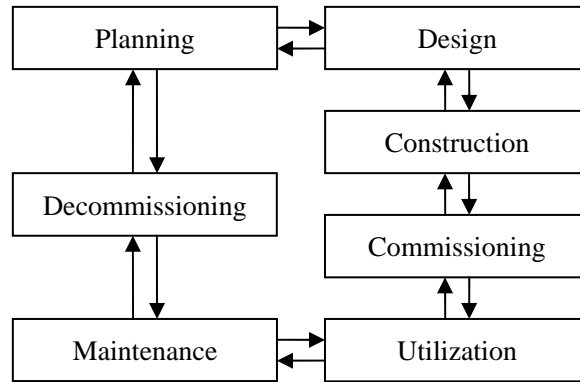 Planning
Design
Construction
Decommissioning
Commissioning
Maintenance
Utilization